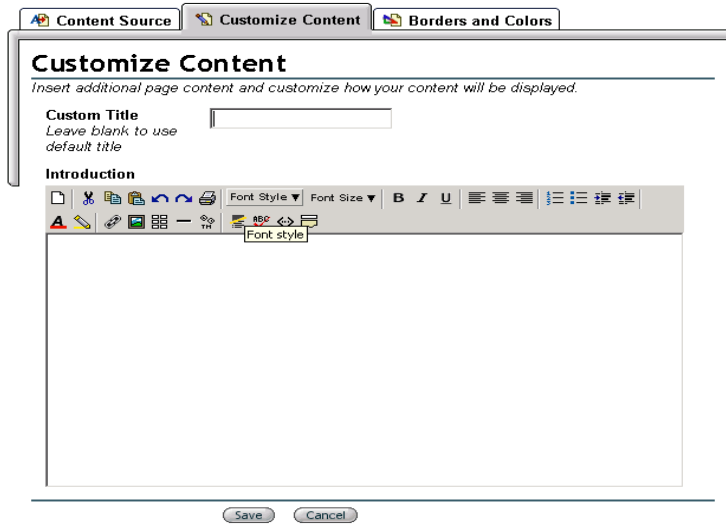 Content Source Customize Content Borders and Colors
Customize Content
Insert additional page content and customize how your content will be displayed.
Custom Title
Leave blank to use
default title
Introduction
Font Style ▼ Font Size ▼ B I U
A ABC
Font style
Save Cancel